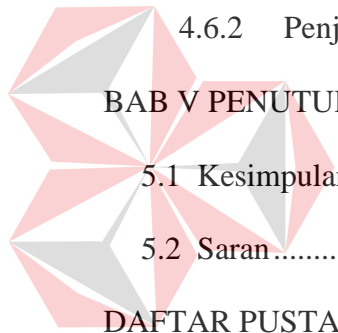 4.6.2 Penj
BAB V PENUTU
5.1 Kesimpula
5.2 Saran..........
DAFTAR PUSTA